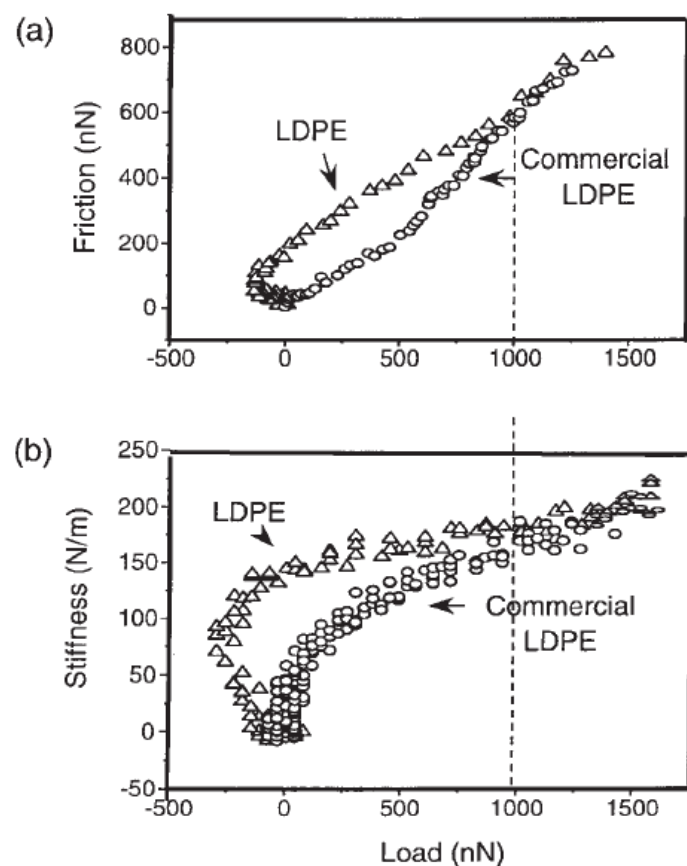 (a)
800
600
400
200
0
Friction (nN)
LDPE
Commercial
LDPE
-500
0
500
1000
1500
(b)
250
200
150
100
50
0
-50
Stiffness (N/m)
LDPE
Commercial
LDPE
-500
0
500
1000
1500
Load (nN)